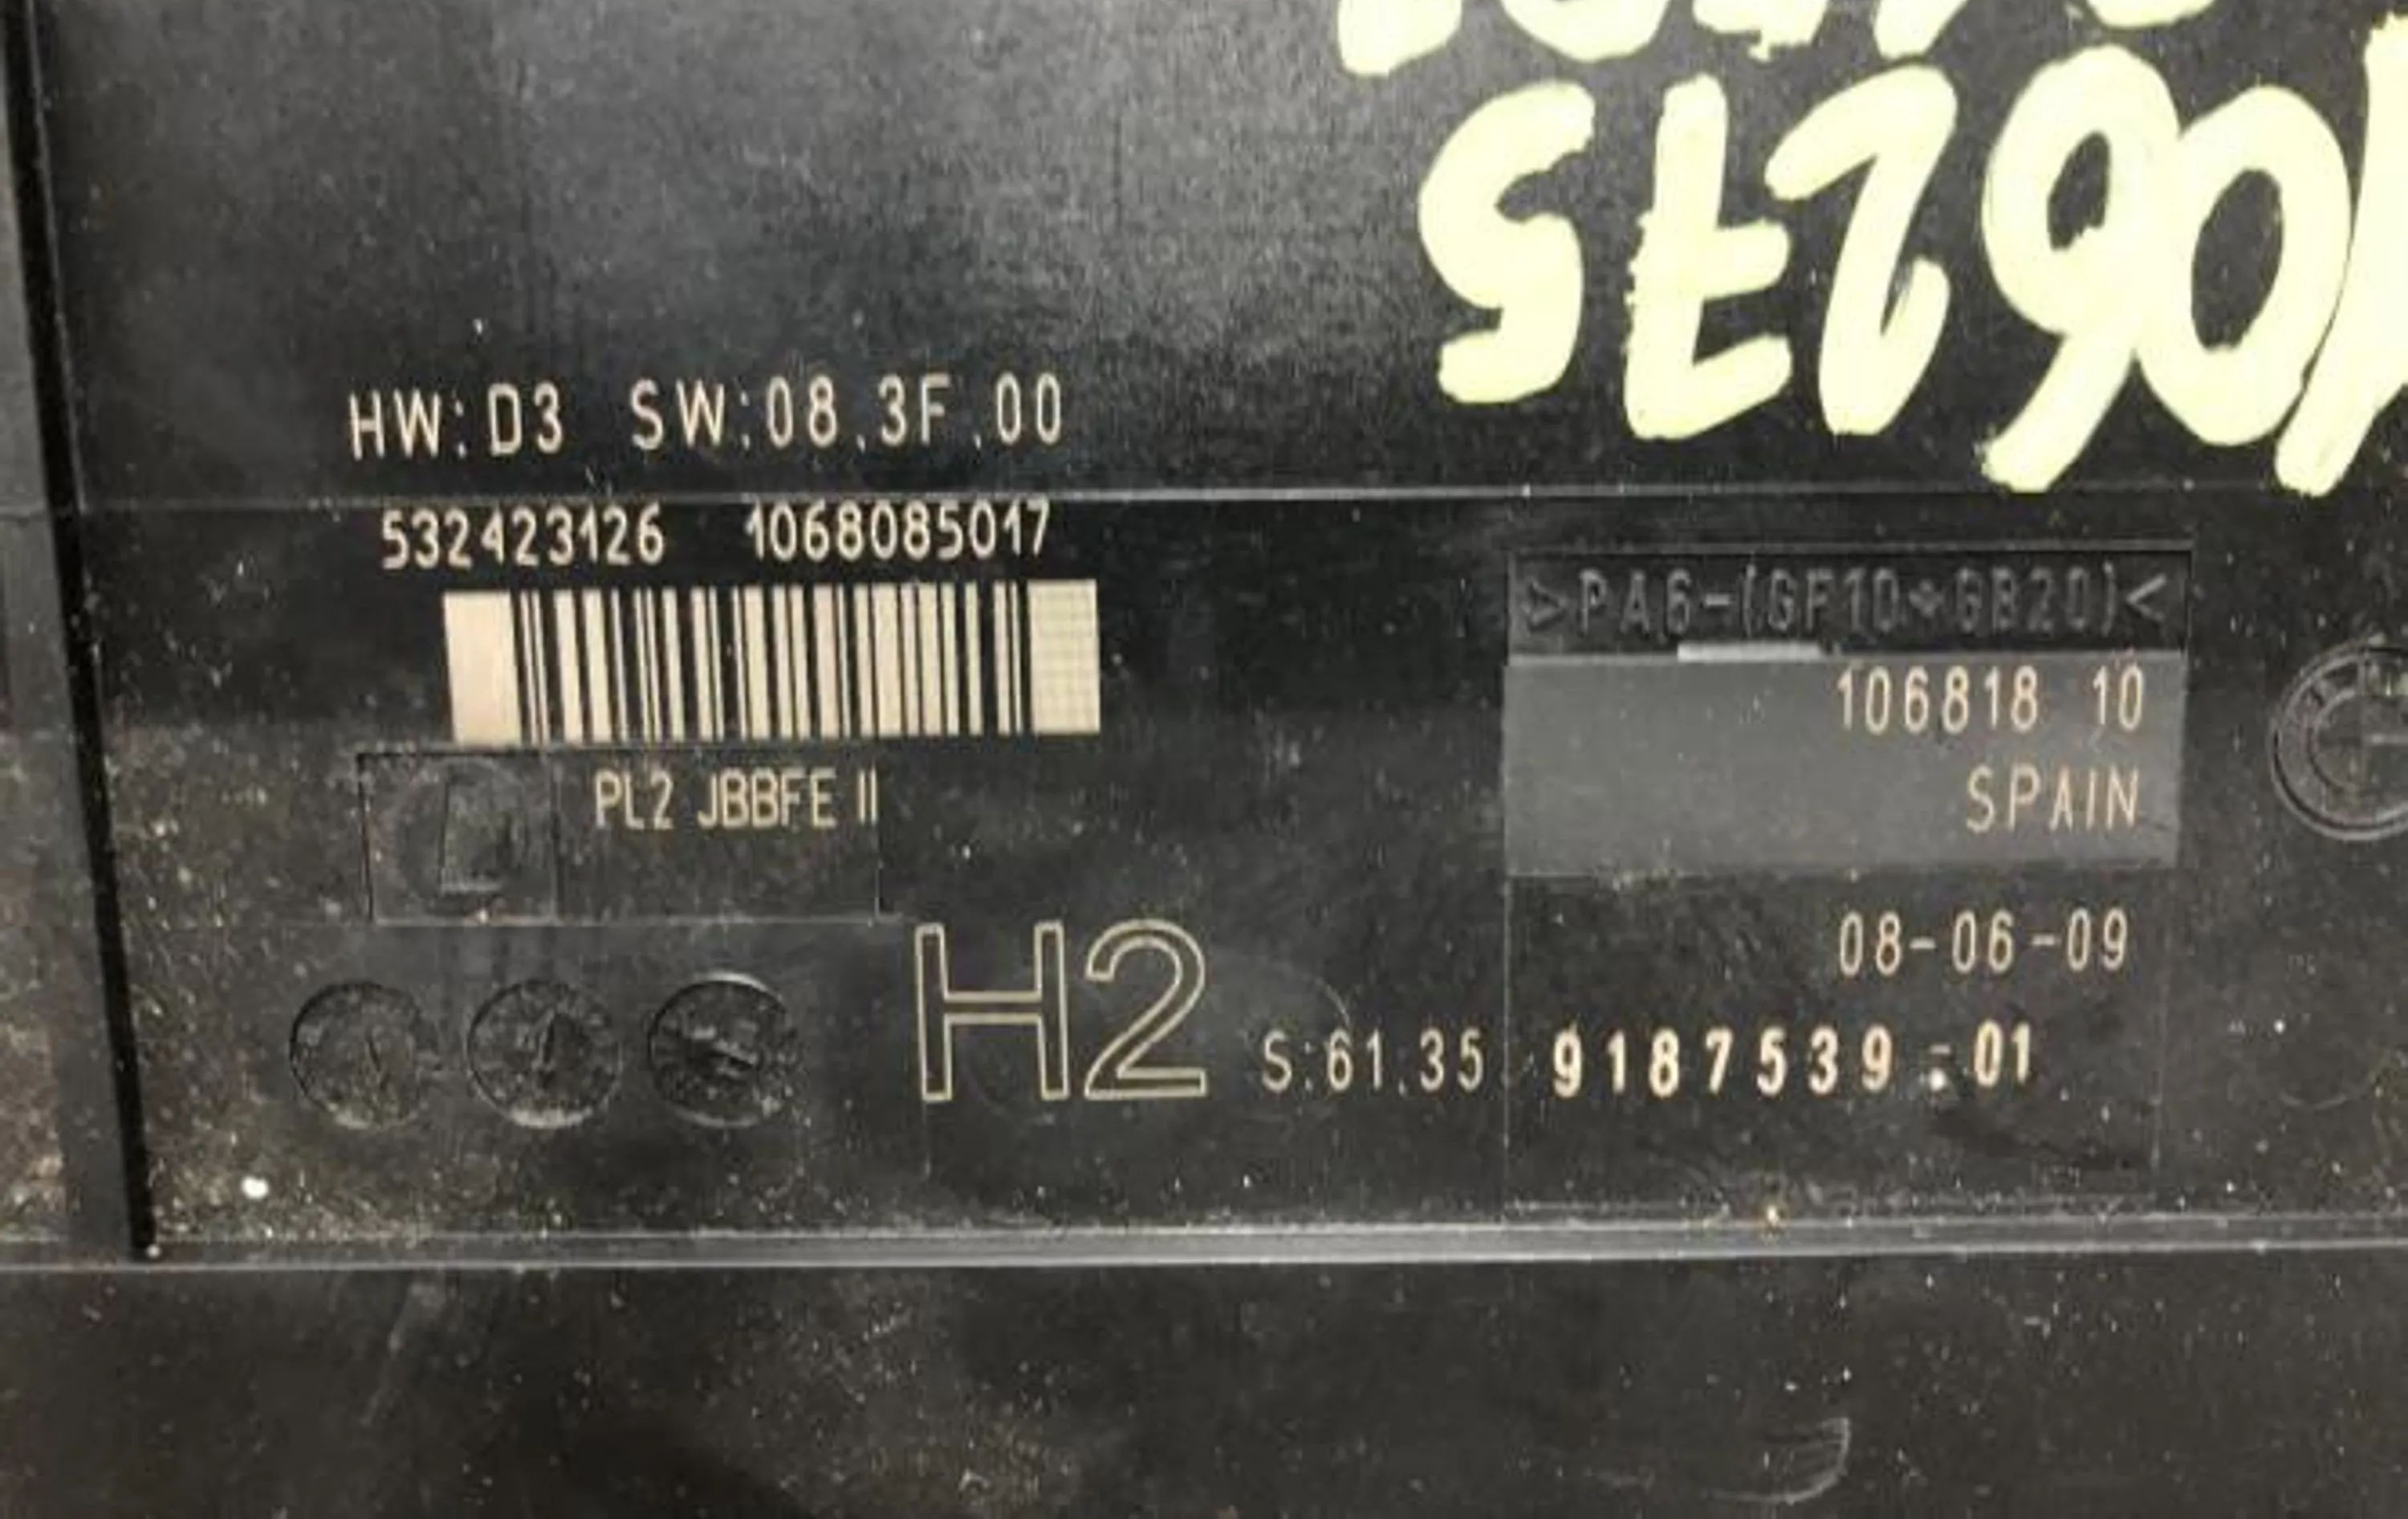 HW:D3 SW:08.3F.00
532423126 1068085017
>PA6-(GF10+GB20)<
106818 10
SPAIN
PL2 JBBFE II
08-06-09
H2 S:61.35 9187539-01